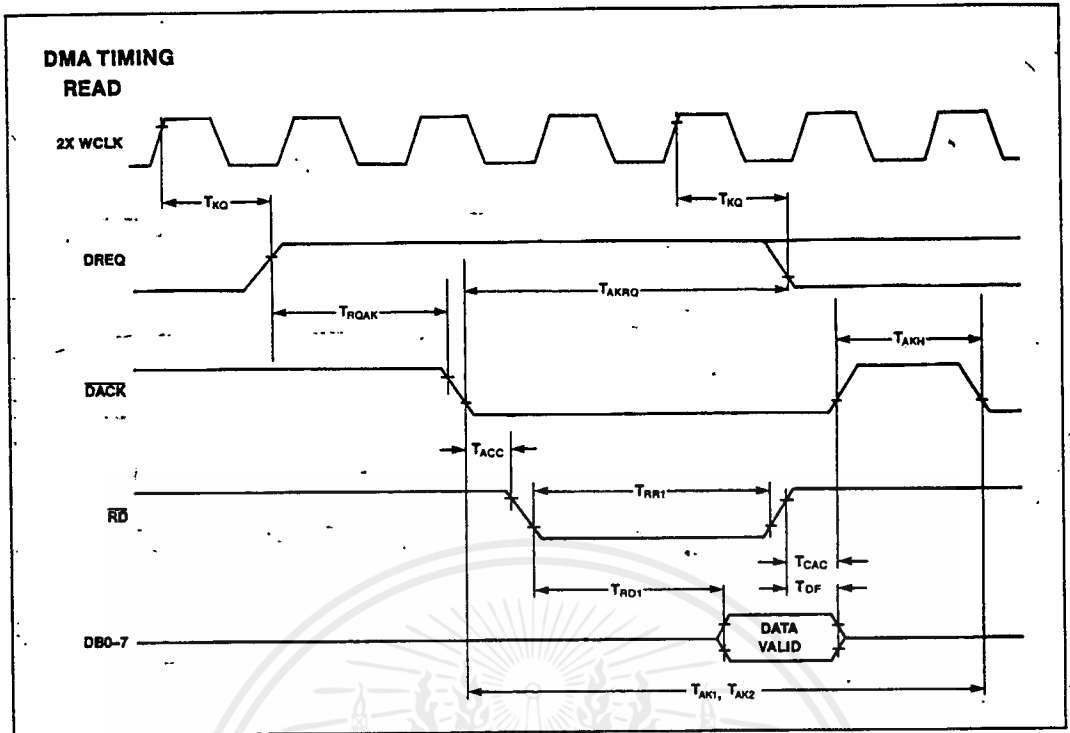 DMA TIMING
READ
2X WCLK
TKQ
TKQ
DREQ
TAKRQ
TRQAK
TAKH
DACK
TACC
TRR1
RD
TCAC
TRD1
TDF
DB0–7
DATA
VALID
TAK1, TAK2